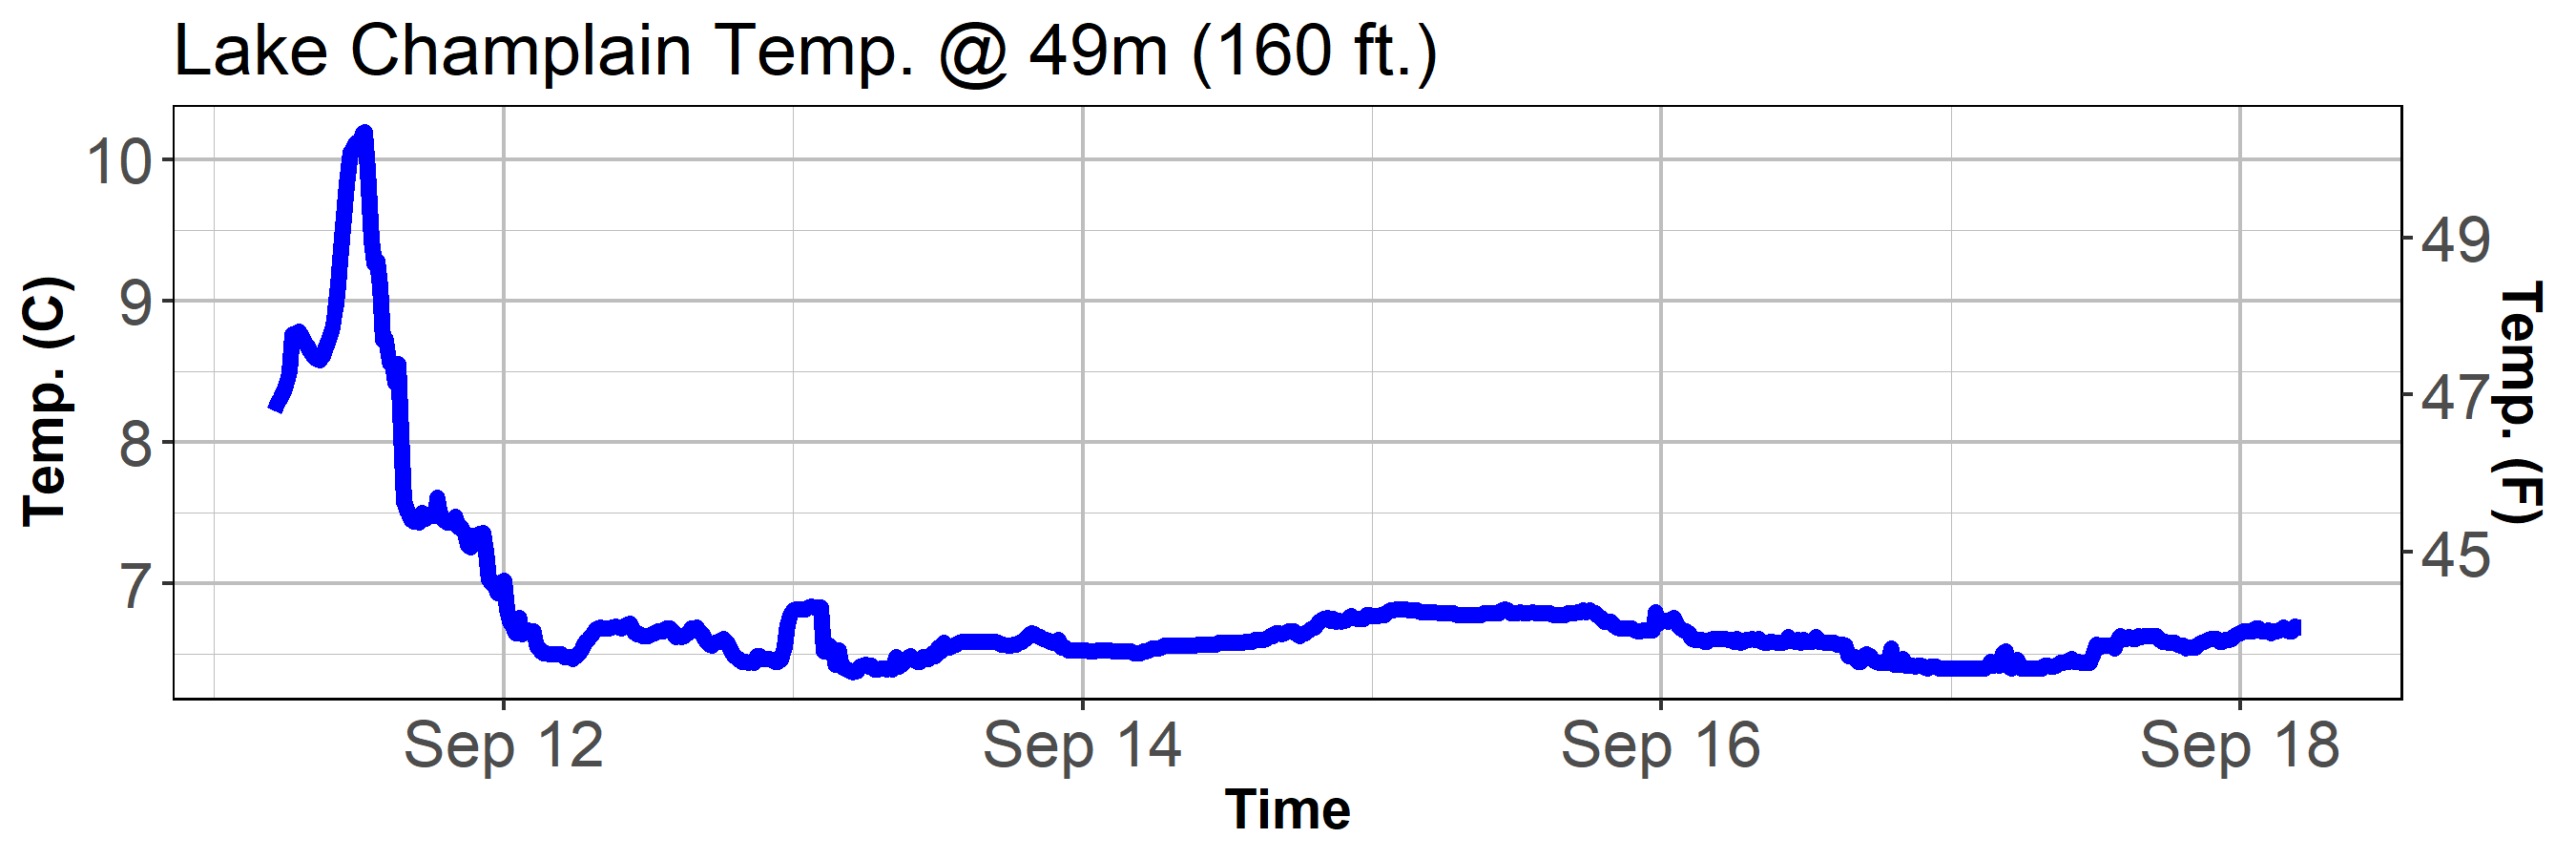 Lake Champlain Temp. @ 49m (160 ft.)
Temp. (C)
10
9
8
7
49
47
45
Temp. (F)
Sep 12
Sep 14
Sep 16
Sep 18
Time